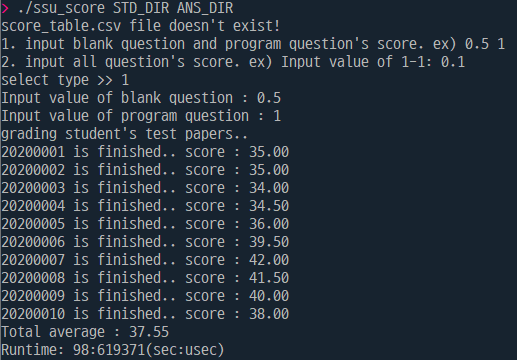 > ./ssu_score STD_DIR ANS_DIR
score_table.csv file doesn't exist!
1. input blank question and program question's score. ex) 0.5 1
2. input all question's score. ex) Input value of 1-1: 0.1
select type >> 1
Input value of blank question : 0.5
Input value of program question : 1
grading student's test papers..
20200001 is finished.. score : 35.00
20200002 is finished.. score : 35.00
20200003 is finished.. score : 34.00
20200004 is finished.. score : 34.50
20200005 is finished.. score : 36.00
20200006 is finished.. score : 39.50
20200007 is finished.. score : 42.00
20200008 is finished.. score : 41.50
20200009 is finished.. score : 40.00
20200010 is finished.. score : 38.00
Total average : 37.55
Runtime: 98:619371(sec:usec)